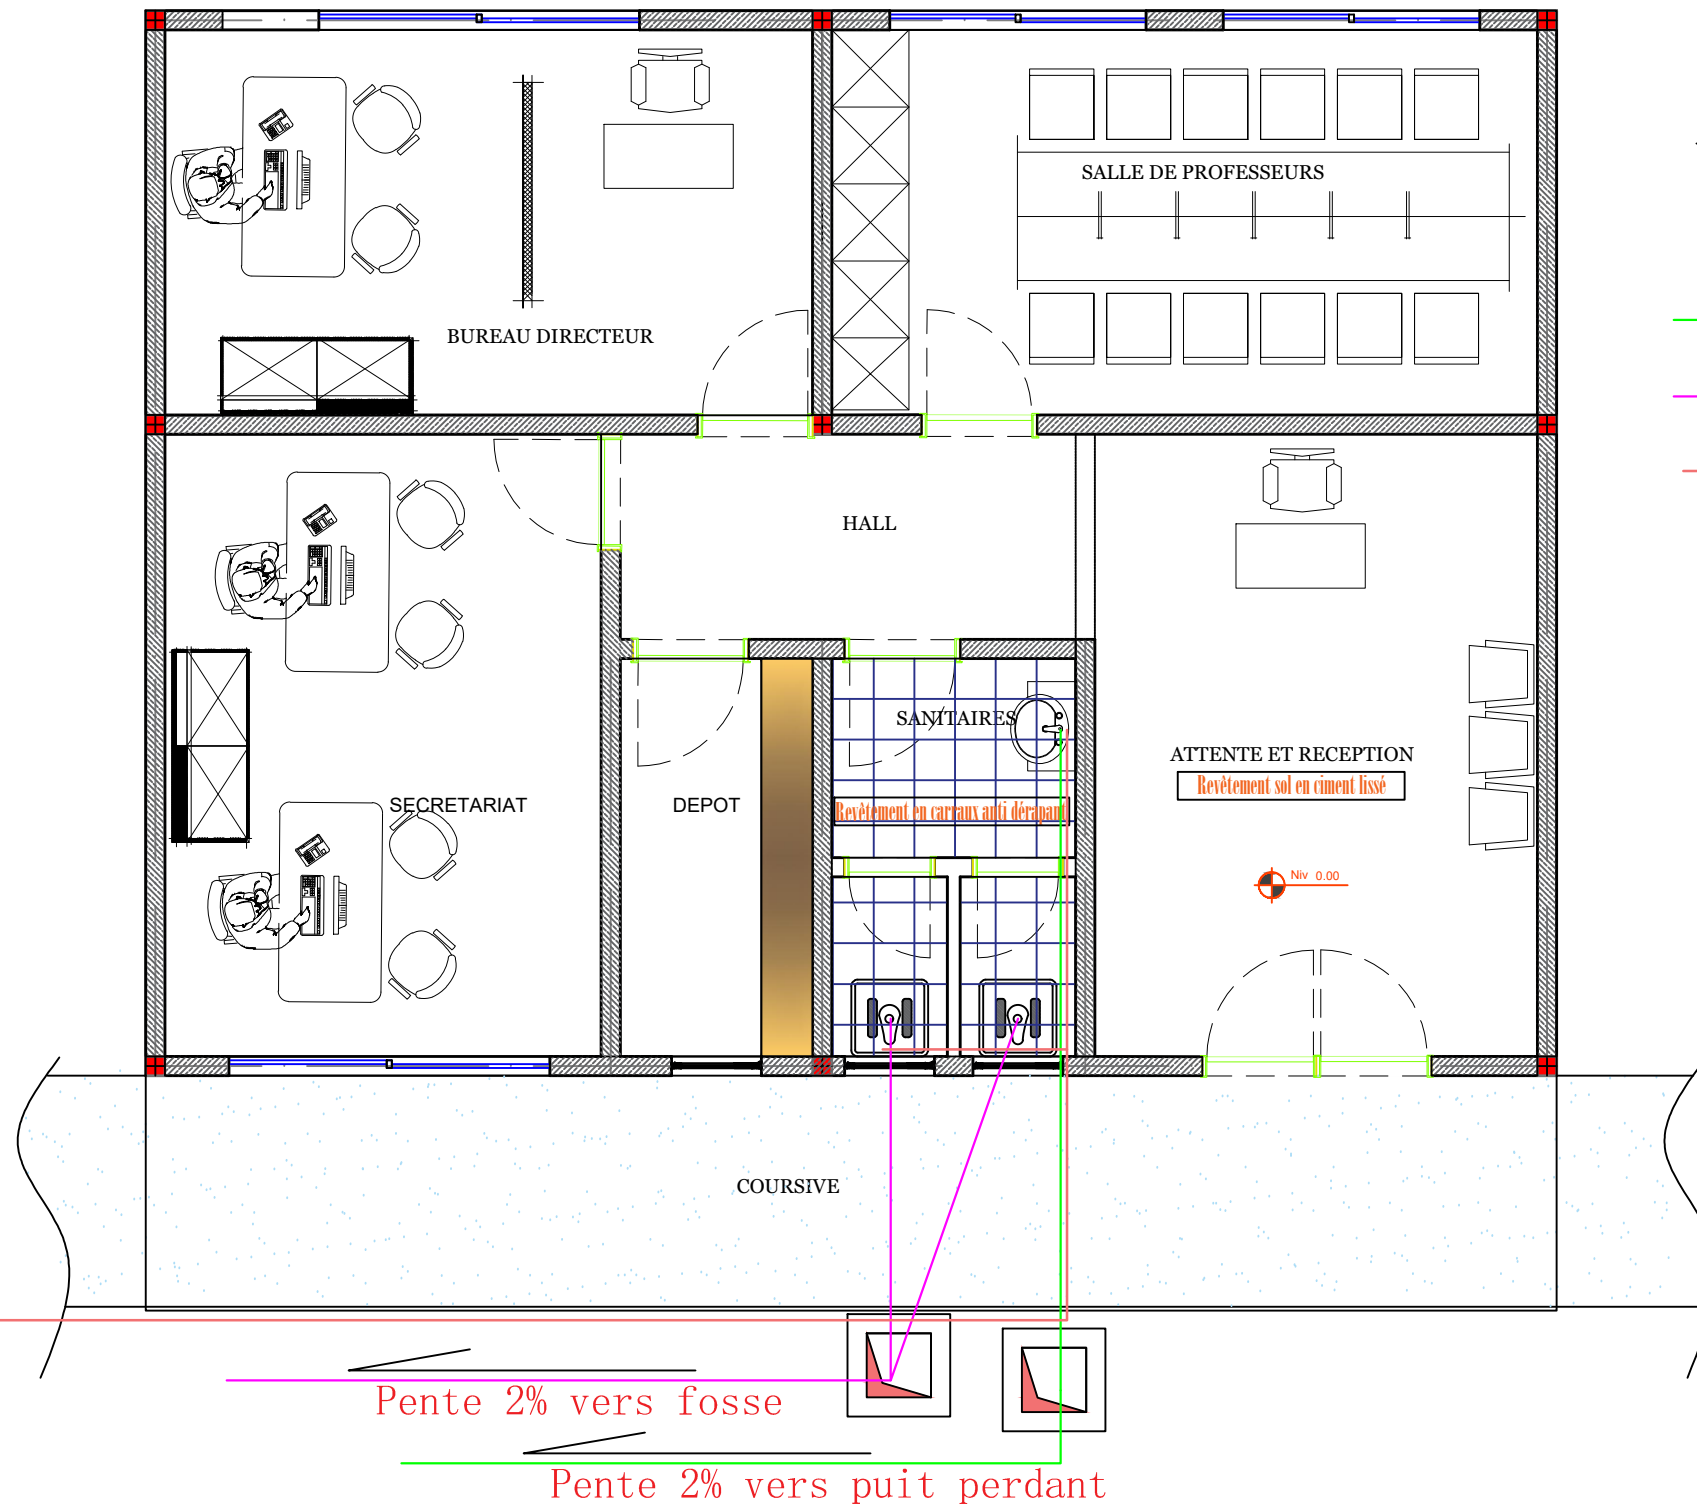 SALLE DE PROFESSEURS
BUREAU DIRECTEUR
HALL
SANITAIRES
ATTENTE ET RECEPTION
Revêtement sol en ciment lissé
SECRETARIAT
DEPOT
Revêtement en carraux anti dérapant
Niv 0.00
COURSIVE
Pente 2% vers fosse
Pente 2% vers puit perdant